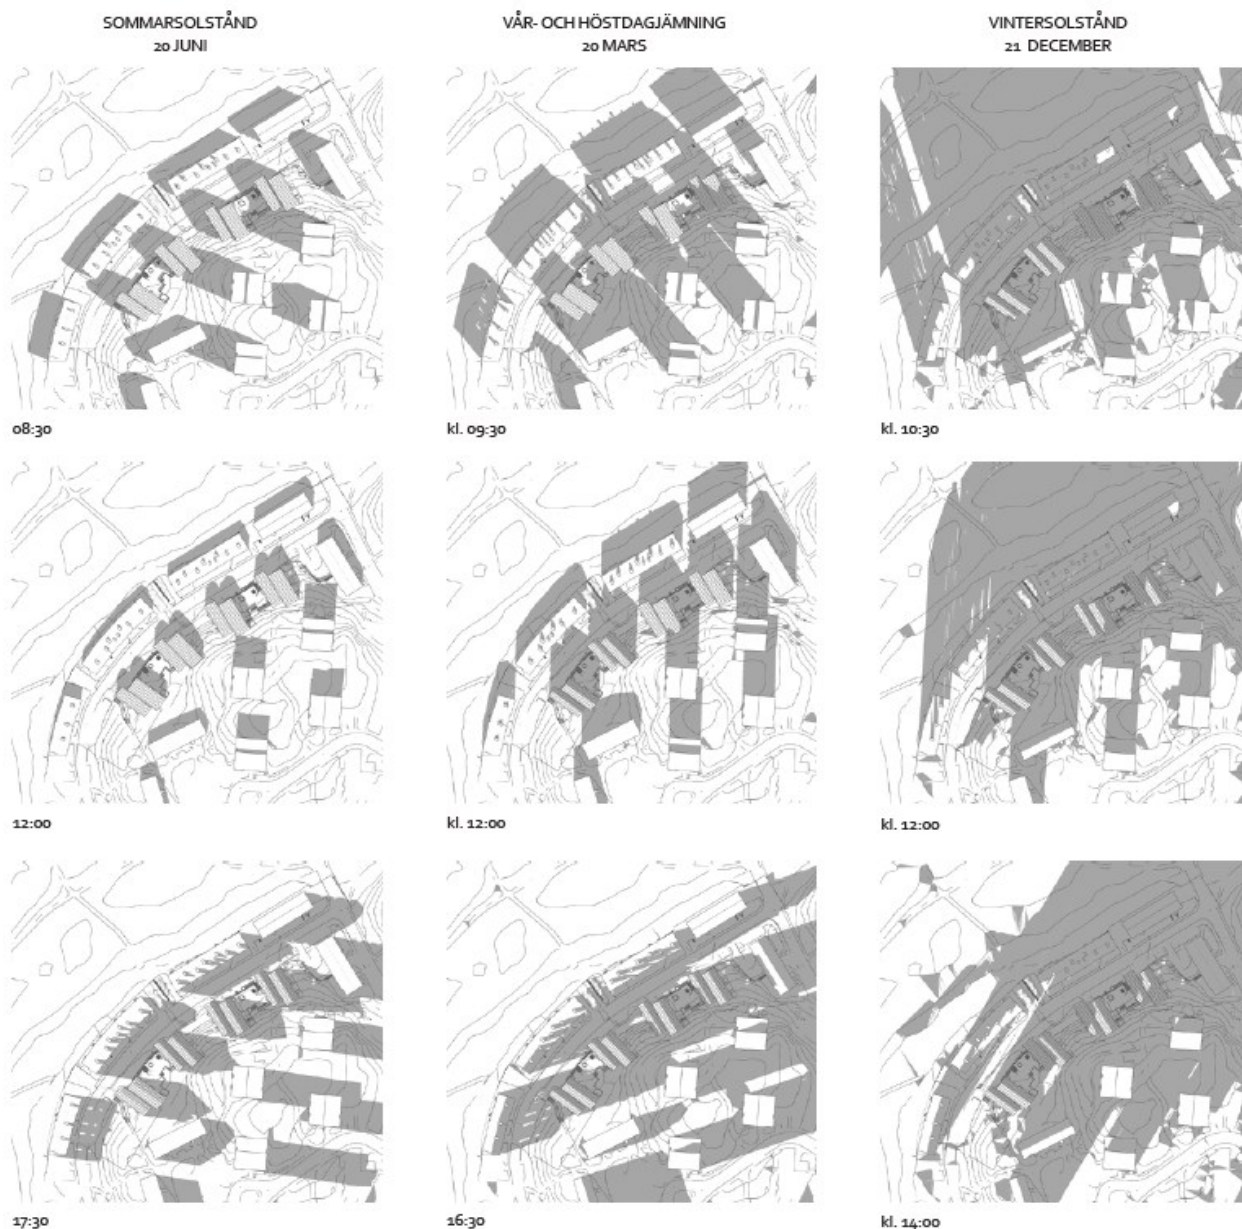 SOMMARSOLSTÅND
20 JUNI
VÅR- OCH HÖSTDAGJÄMNING
20 MARS
VINTERSOLSTÅND
21 DECEMBER
08:30
kl. 09:30
kl. 10:30
12:00
kl. 12:00
kl. 12:00
17:30
16:30
kl. 14:00